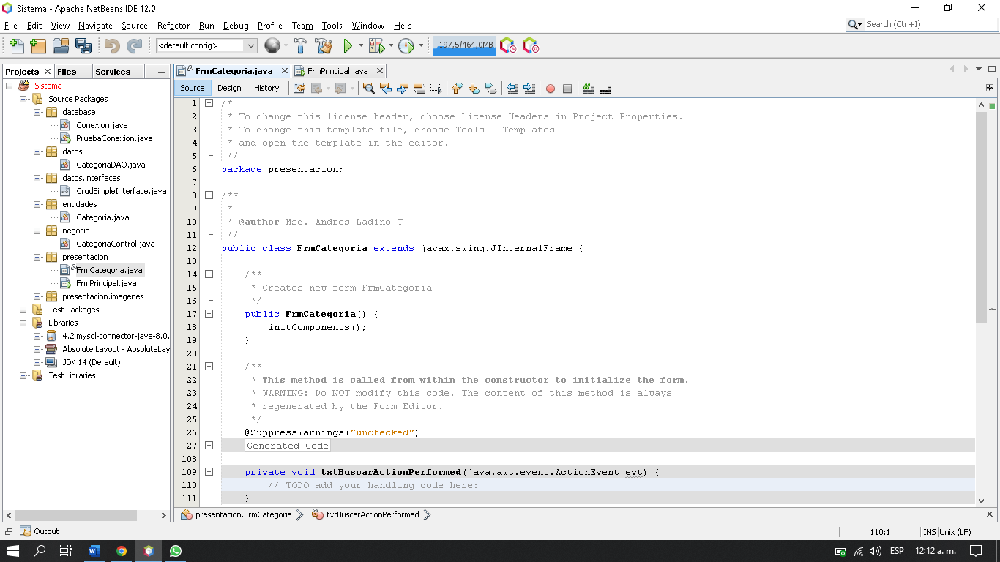 Sistema - Apache NetBeans IDE 12.0
File Edit View Navigate Source Refactor Run Debug Profile Team Tools Window Help
Search (Ctrl+I)
<default config>
197,5/464,0MB
Projects Files Services
FrmCategoria.java FrmPrincipal.java
Source Design History
Sistema
Source Packages
database
Conexion.java
PruebaConexion.java
datos
CategoriaDAO.java
datos.interfaces
CrudSimpleInterface.java
entidades
Categoria.java
negocio
CategoriaControl.java
presentacion
FrmCategoria.java
FrmPrincipal.java
presentacion.imagenes
Test Packages
Libraries
4.2 mysql-connector-java-8.0.
Absolute Layout - AbsoluteLay
JDK 14 (Default)
Test Libraries
1 /*
2 * To change this license header, choose License Headers in Project Properties.
3 * To change this template file, choose Tools | Templates
4 * and open the template in the editor.
5 */
6 package presentacion;
7
8 /**
9 *
10 * @author Msc. Andres Ladino T
11 */
12 public class FrmCategoria extends javax.swing.JInternalFrame {
13
14 /**
15 * Creates new form FrmCategoria
16 */
17 public FrmCategoria() {
18 initComponents();
19 }
20
21 /**
22 * This method is called from within the constructor to initialize the form.
23 * WARNING: Do NOT modify this code. The content of this method is always
24 * regenerated by the Form Editor.
25 */
26 @SuppressWarnings("unchecked")
27 Generated Code
108
109 private void txtBuscarActionPerformed(java.awt.event.ActionEvent evt) {
110 // TODO add your handling code here:
111 }
presentacion.FrmCategoria txtBuscarActionPerformed
Output
110:1 INS Unix (LF)
ESP 12:12 a. m.